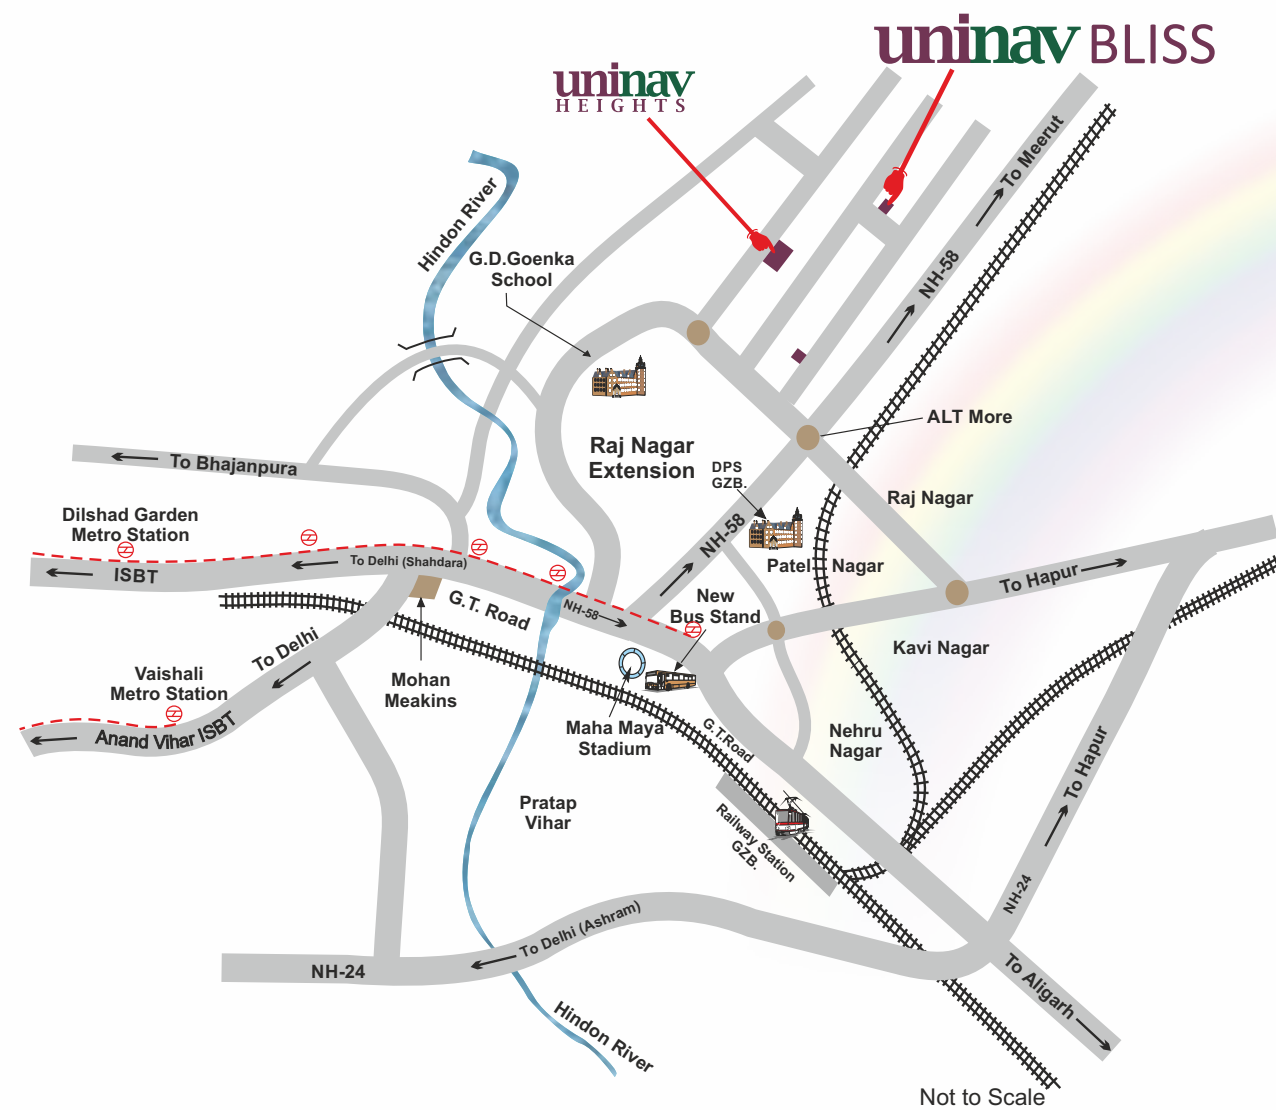 uninav BLISS
uninav
HEIGHTS
To Meerut
Hindon River
G.D.Goenka
School
NH-58
ALT More
Raj Nagar
Extension
To Bhajanpura
DPS
GZB.
Raj Nagar
Dilshad Garden
Metro Station
NH-58
To Delhi (Shahdara)
ISBT
Patel Nagar
To Hapur
G.T. Road
NH-58
New
Bus Stand
Kavi Nagar
To Delhi
Mohan
Meakins
Vaishali
Metro Station
Anand Vihar ISBT
Maha Maya
Stadium
G.T.Road
Nehru
Nagar
To Hapur
Pratap
Vihar
Railway Station
GZB.
NH-24
To Delhi (Ashram)
NH-24
To Aligarh
Hindon River
Not to Scale